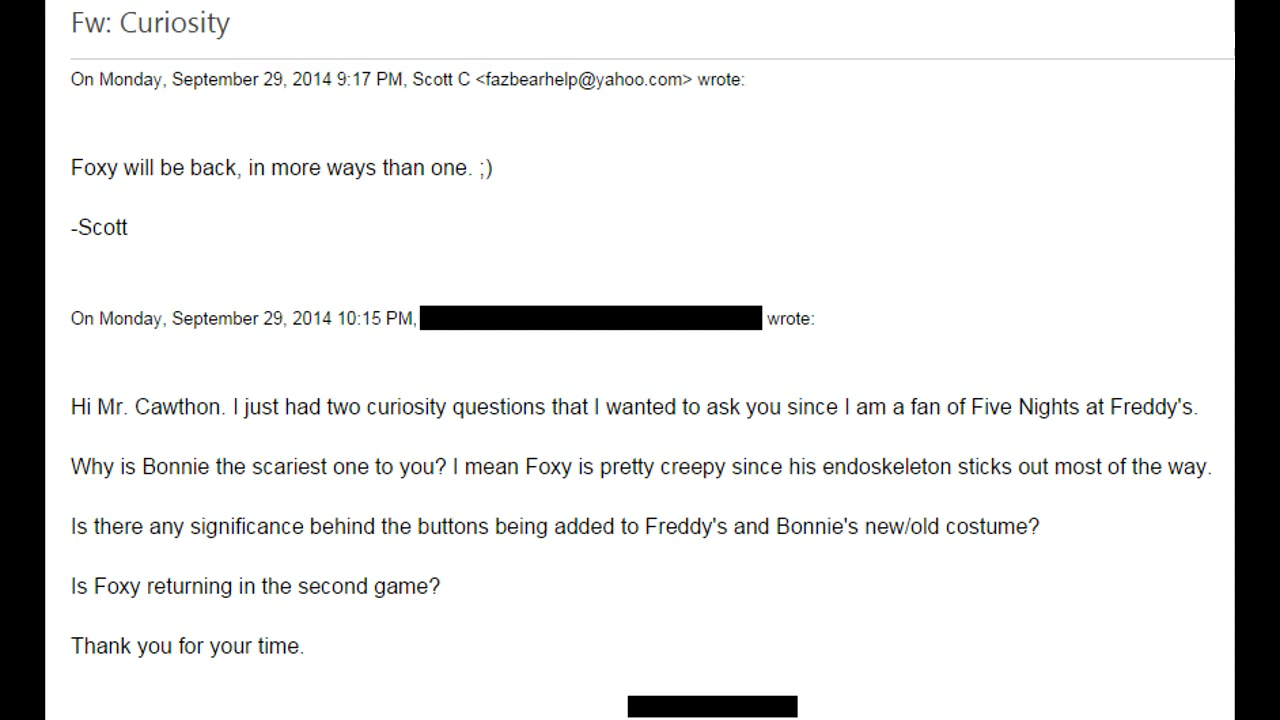 Fw: Curiosity
On Monday, September 29, 2014 9:17 PM, Scott C <fazbearhelp@yahoo.com> wrote:
Foxy will be back, in more ways than one. ;)
-Scott
On Monday, September 29, 2014 10:15 PM, wrote:
Hi Mr. Cawthon. I just had two curiosity questions that I wanted to ask you since I am a fan of Five Nights at Freddy's.
Why is Bonnie the scariest one to you? I mean Foxy is pretty creepy since his endoskeleton sticks out most of the way.
Is there any significance behind the buttons being added to Freddy's and Bonnie's new/old costume?
Is Foxy returning in the second game?
Thank you for your time.